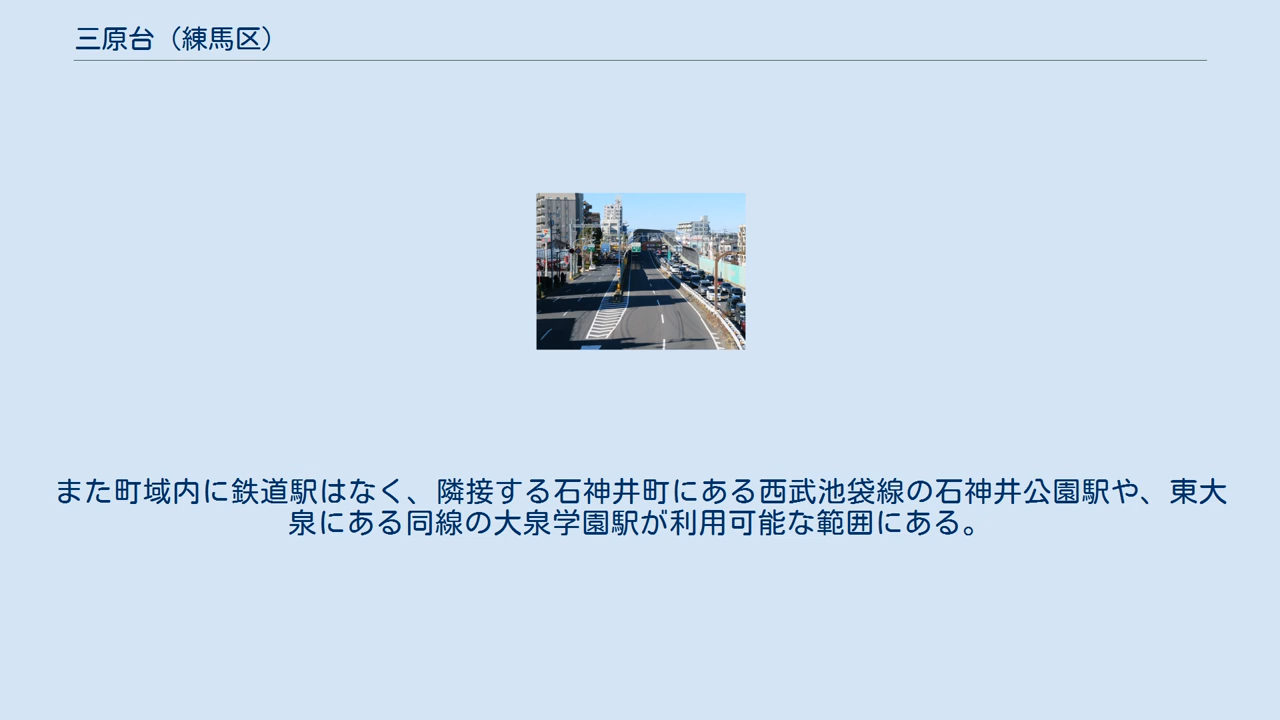 三原台（練馬区）
また町域内に鉄道駅はなく、隣接する石神井町にある西武池袋線の石神井公園駅や、東大
泉にある同線の大泉学園駅が利用可能な範囲にある。